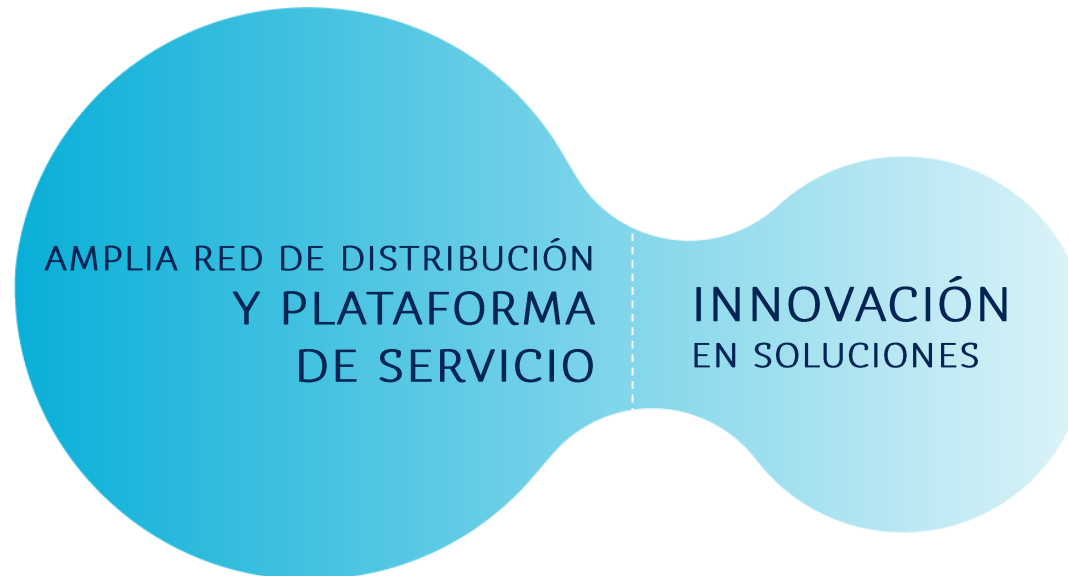 AMPLIA RED DE DISTRIBUCIÓN
Y PLATAFORMA
DE SERVICIO
INNOVACIÓN
EN SOLUCIONES